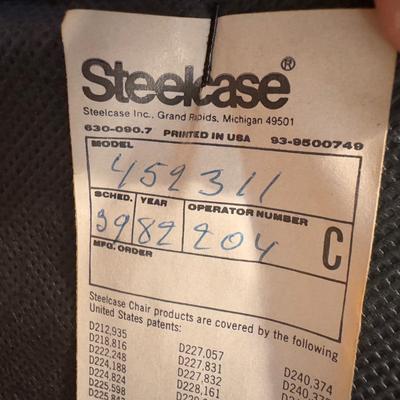 Steelcase®
Steelcase Inc., Grand Rapids, Michigan 49501
630-090.7 PRINTED IN USA 93-9500749
MODEL
452311
SCHED. YEAR OPERATOR NUMBER
39 82 204 C
MFG. ORDER
Steelcase Chair products are covered by the following
United States patents:
D212,935 D227,057 D240,374
D218,816 D227,831
D222,248 D227,832
D224,188 D228,161
D224,824
D225,598